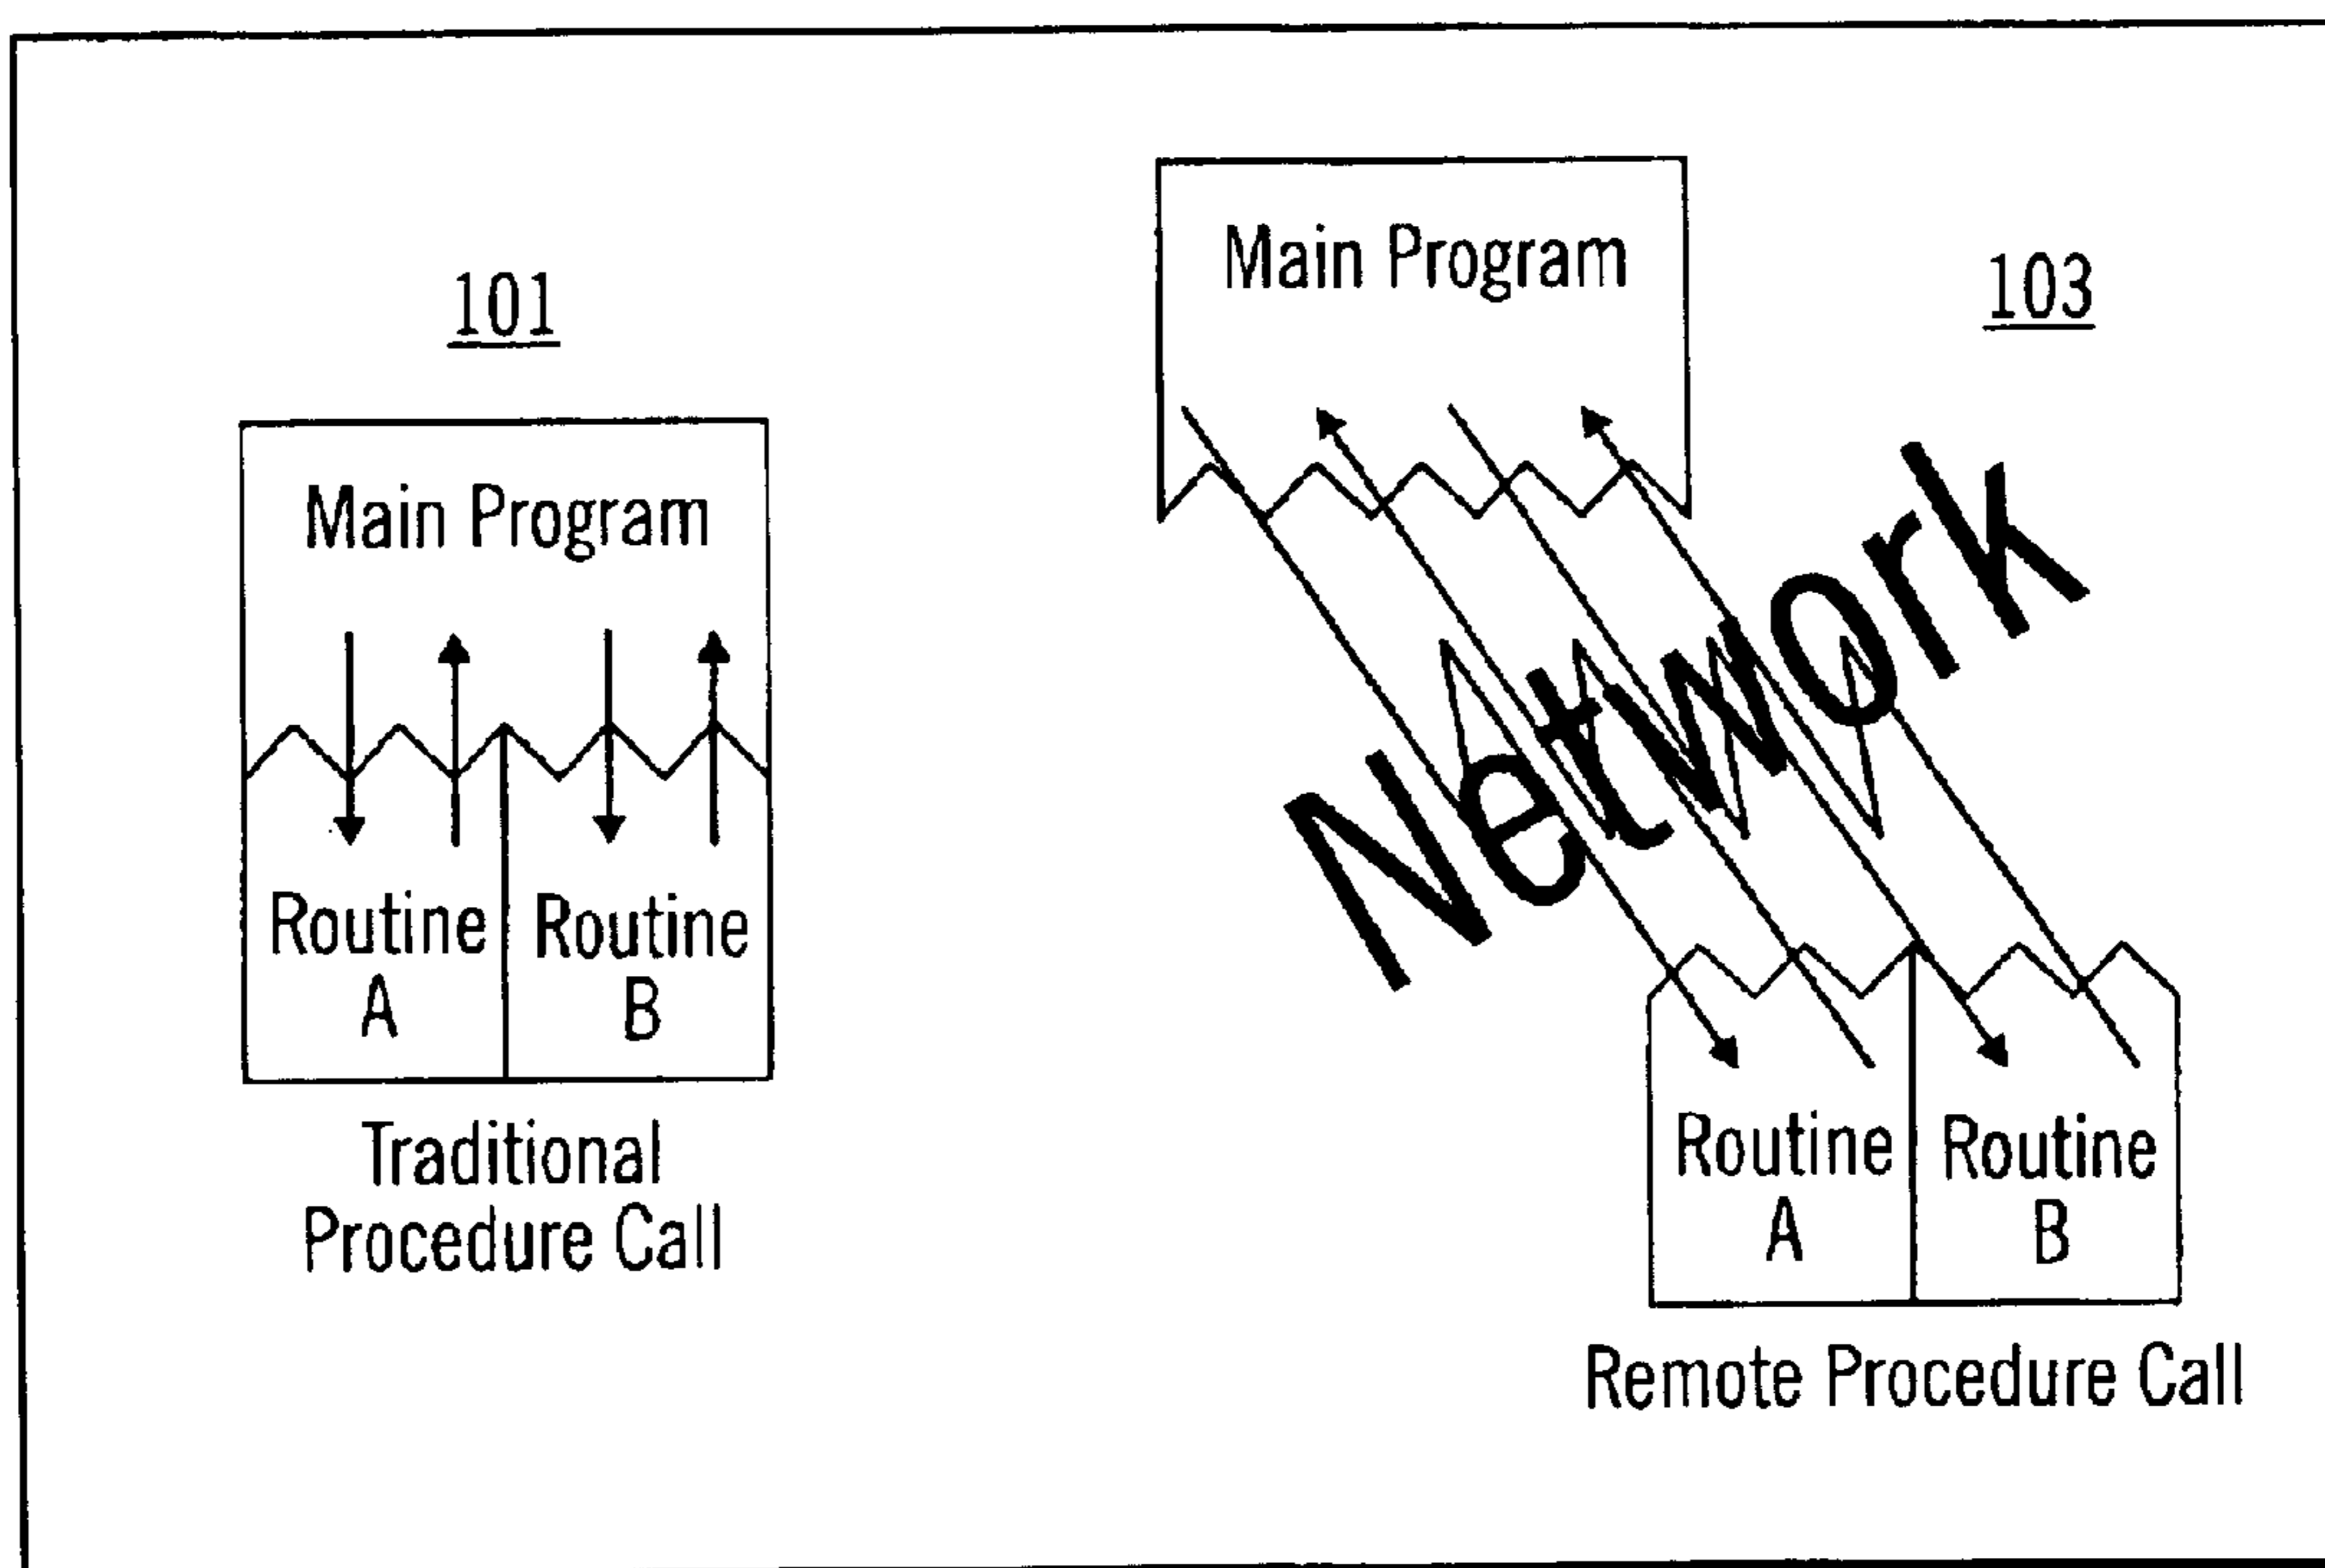 101
Main Program
Routine
A
Routine
B
Traditional
Procedure Call
103
Main Program
Network
Routine
A
Routine
B
Remote Procedure Call